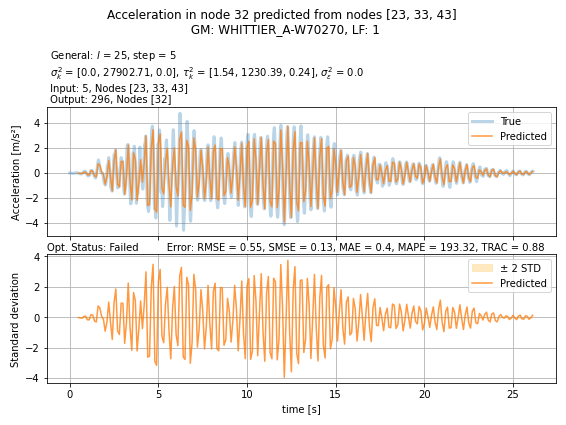 Acceleration in node 32 predicted from nodes [23, 33, 43]
GM: WHITTIER_A-W70270, LF: 1
General: l = 25, step = 5
σ²ₖ = [0.0, 27902.71, 0.0], τ²ₖ = [1.54, 1230.39, 0.24], σ²ε = 0.0
Input: 5, Nodes [23, 33, 43]
Output: 296, Nodes [32]
Acceleration [m/s²]
4
2
0
−2
−4
True
Predicted
Opt. Status: Failed Error: RMSE = 0.55, SMSE = 0.13, MAE = 0.4, MAPE = 193.32, TRAC = 0.88
Standard deviation
4
2
0
−2
−4
± 2 STD
Predicted
0 5 10 15 20 25
time [s]